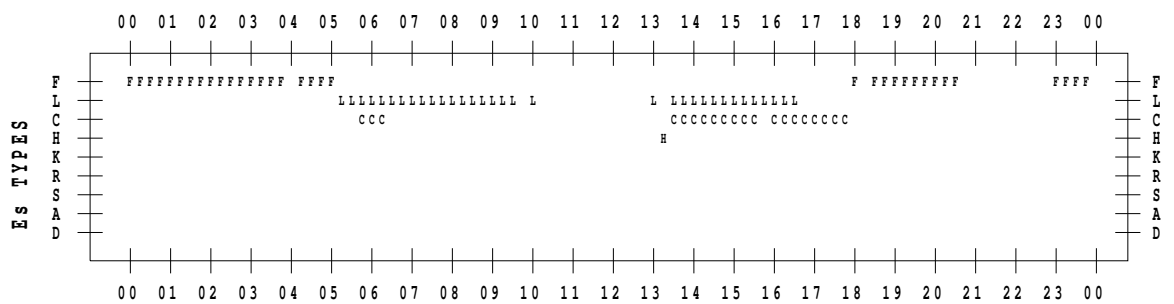 00 01 02 03 04 05 06 07 08 09 10 11 12 13 14 15 16 17 18 19 20 21 22 23 00
F FFFFFFFFFFFFFFFF FFFF F FFFFFFFFF FFFF F
L LLLLLLLLLLLLLLLLLL L L LLLLLLLLLLLLL L
C CCC CCCCCCCCC CCCCCCCC C
H H H
K K
R R
S S
A A
D D
Es TYPES
00 01 02 03 04 05 06 07 08 09 10 11 12 13 14 15 16 17 18 19 20 21 22 23 00